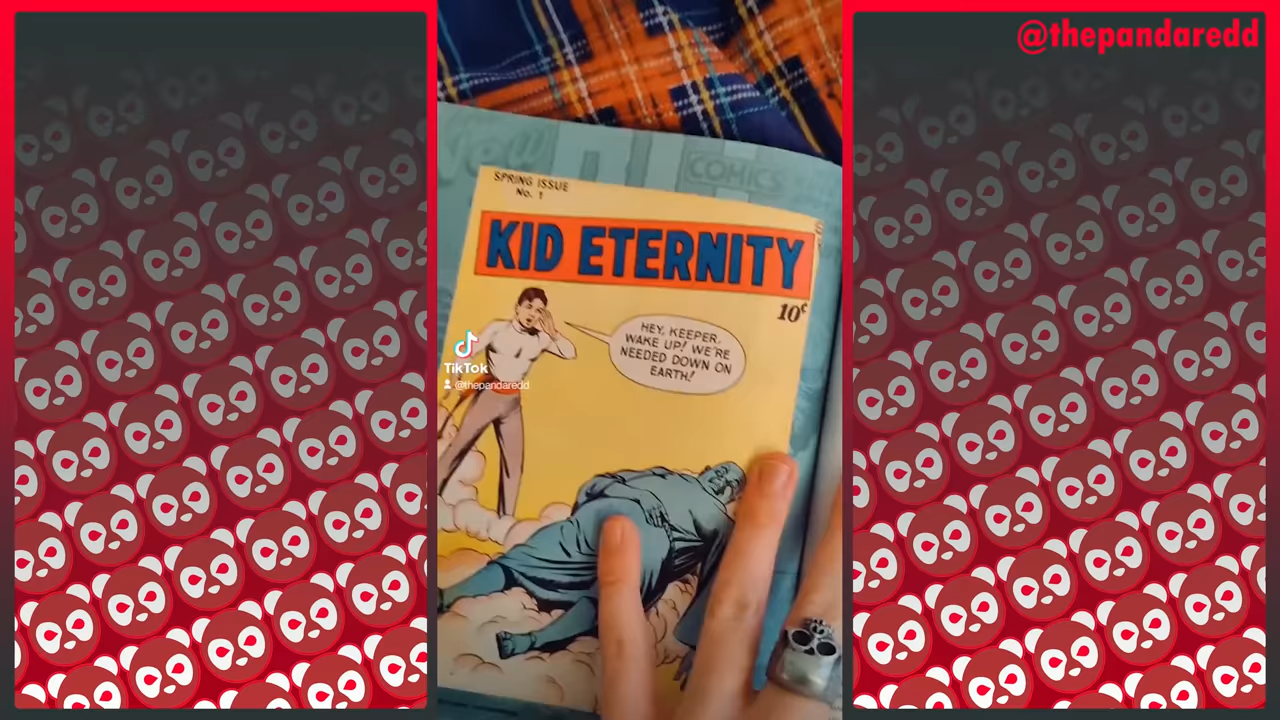 @thepandaredd
New
COMICS
SPRING ISSUE
No. 1
KID ETERNITY
10¢
HEY, KEEPER,
WAKE UP! WE'RE
NEEDED DOWN ON
EARTH!
TikTok
@thepandaredd